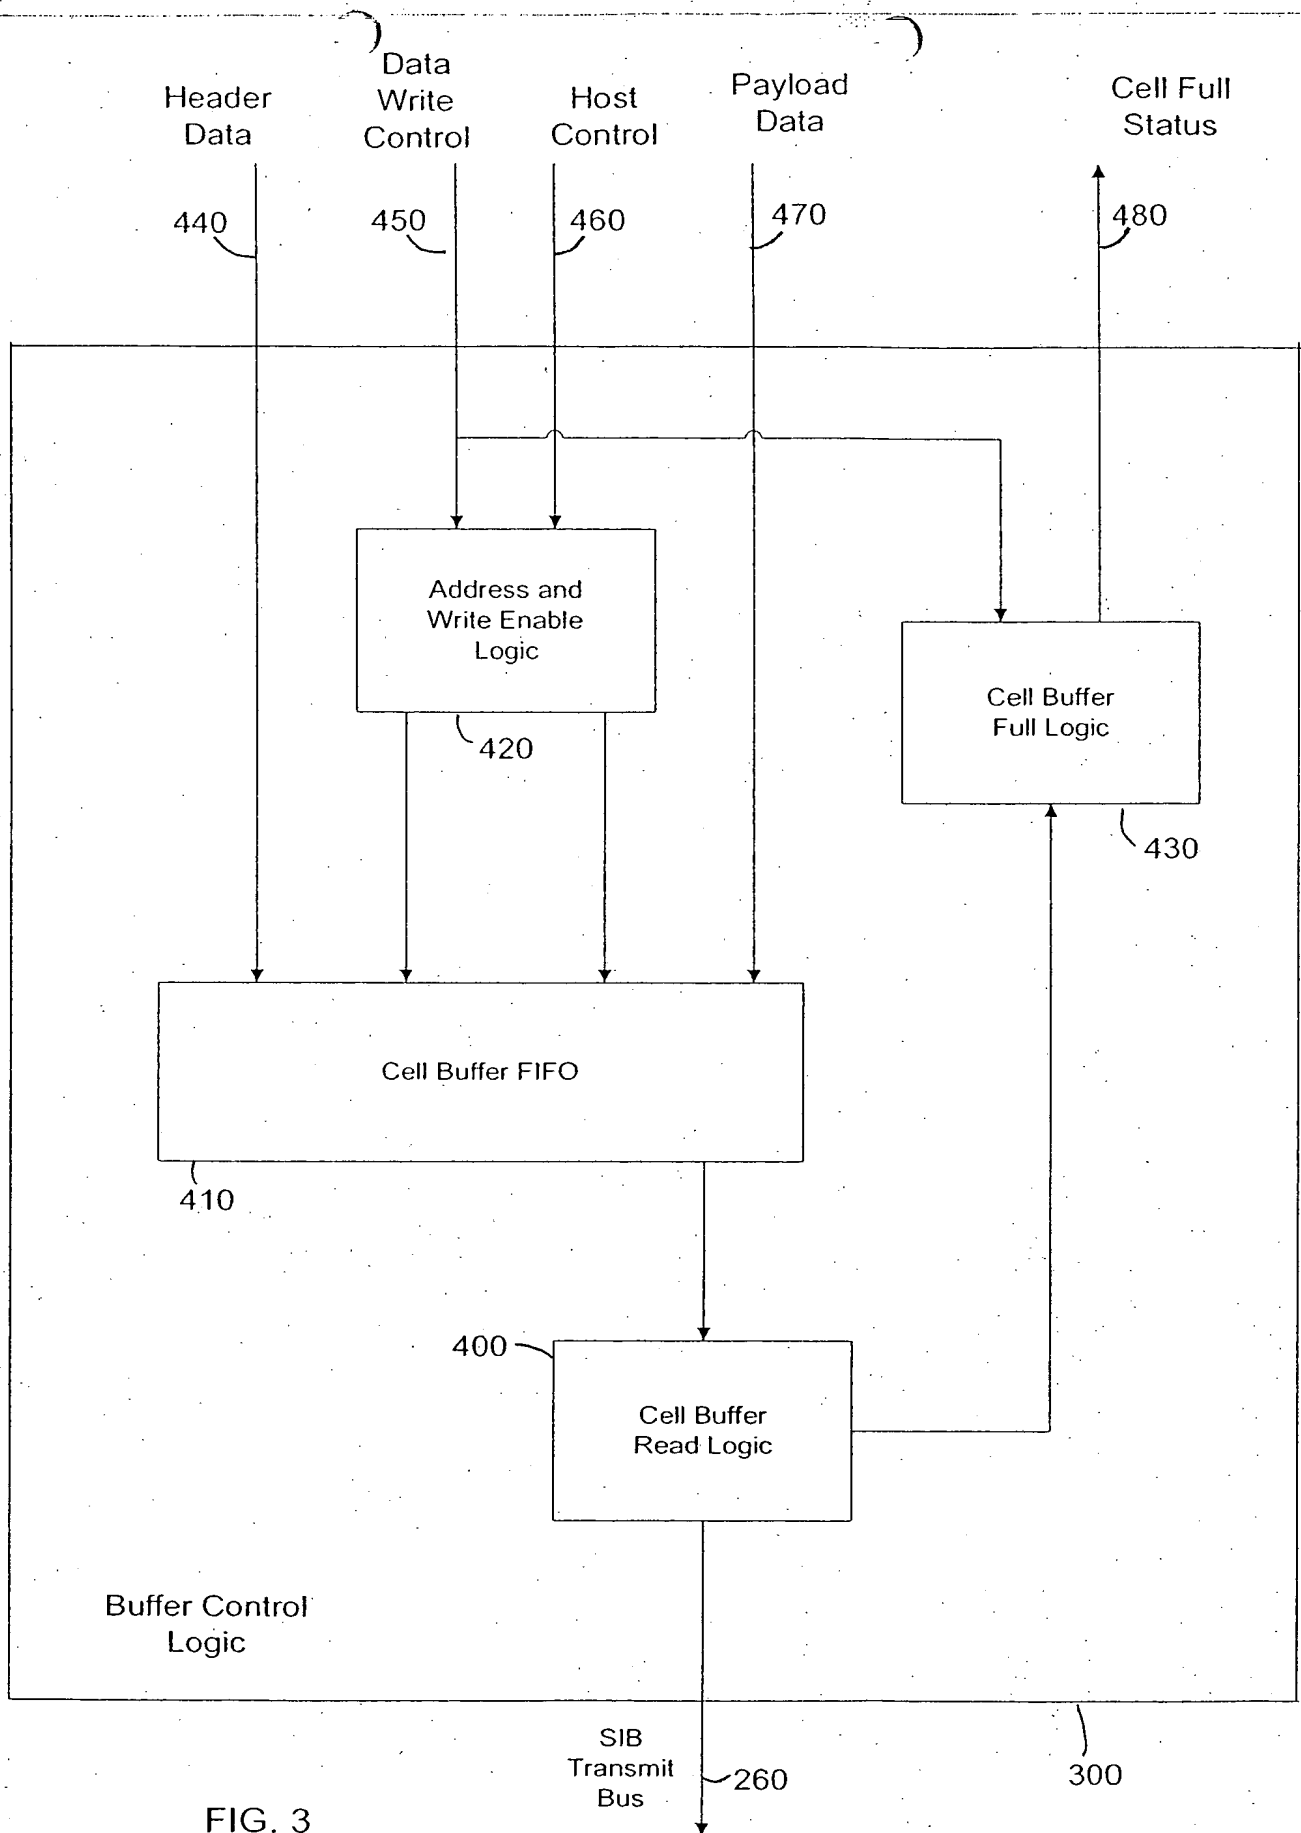 Header
Data
Data
Write
Control
Host
Control
Payload
Data
Cell Full
Status
440
450
460
470
480
Address and
Write Enable
Logic
420
Cell Buffer
Full Logic
430
Cell Buffer FIFO
410
400
Cell Buffer
Read Logic
Buffer Control
Logic
300
SIB
Transmit
Bus
260
FIG. 3